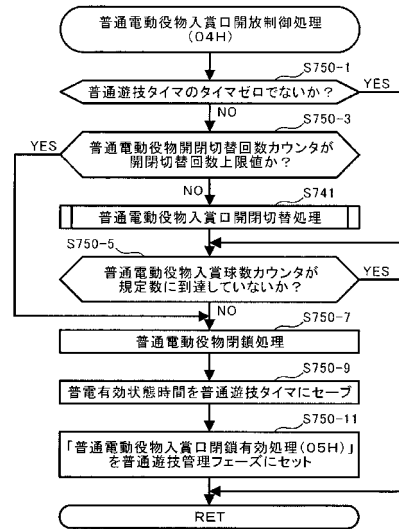 普通電動役物入賞口開放制御処理
(04H)
S750-1
普通遊技タイマのタイマゼロでないか?
YES
NO
S750-3
YES
普通電動役物開閉切替回数カウンタが
開閉切替回数上限値か?
NO
S741
普通電動役物入賞口開閉切替処理
S750-5
普通電動役物入賞球数カウンタが
規定数に到達していないか?
YES
NO
S750-7
普通電動役物閉鎖処理
S750-9
普電有効状態時間を普通遊技タイマにセーブ
S750-11
「普通電動役物入賞口閉鎖有効処理(05H)」
を普通遊技管理フェーズにセット
RET